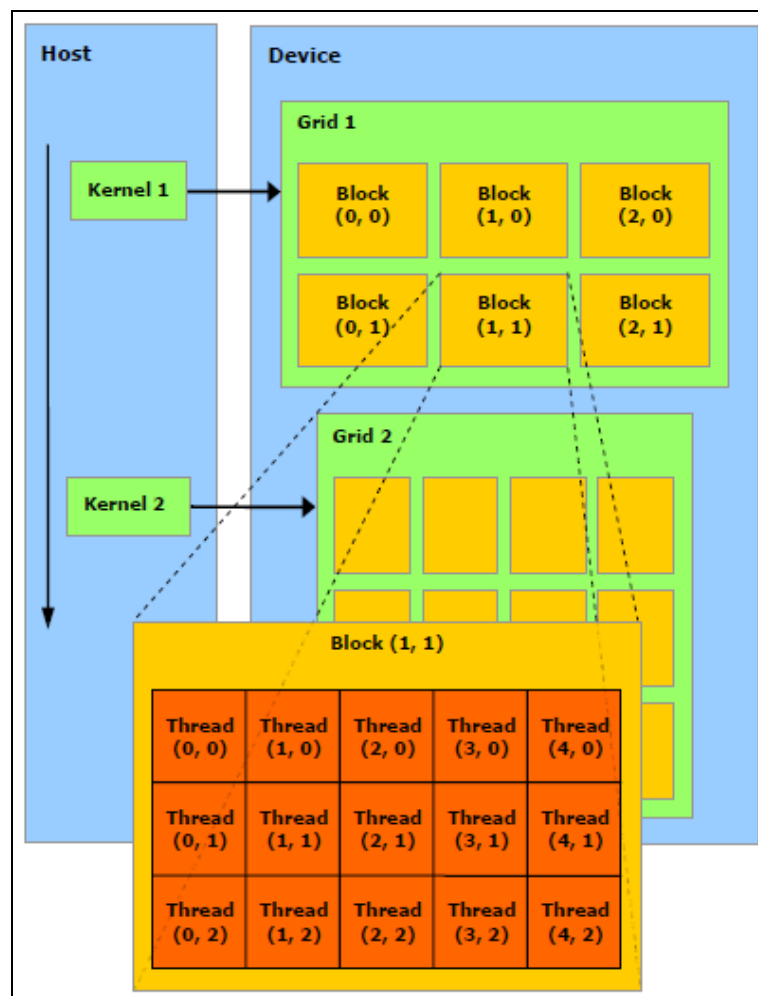 Host
Device
Grid 1
Kernel 1
Block
(0, 0)
Block
(1, 0)
Block
(2, 0)
Block
(0, 1)
Block
(1, 1)
Block
(2, 1)
Grid 2
Kernel 2
Block (1, 1)
Thread
(0, 0)
Thread
(1, 0)
Thread
(2, 0)
Thread
(3, 0)
Thread
(4, 0)
Thread
(0, 1)
Thread
(1, 1)
Thread
(2, 1)
Thread
(3, 1)
Thread
(4, 1)
Thread
(0, 2)
Thread
(1, 2)
Thread
(2, 2)
Thread
(3, 2)
Thread
(4, 2)